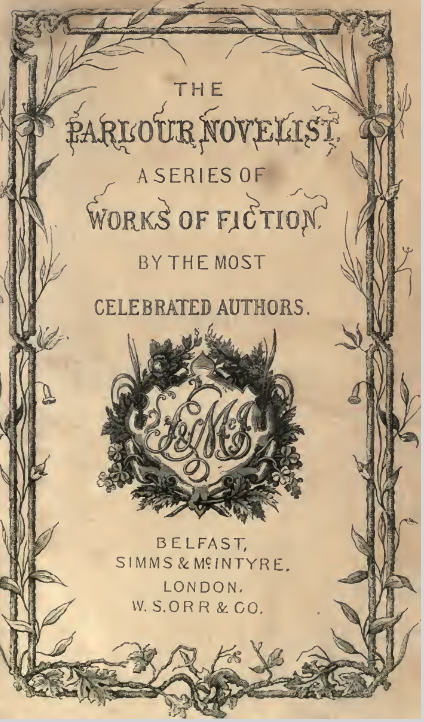 THE
PARLOUR NOVELIST.
A SERIES OF
WORKS OF FICTION.
BY THE MOST
CELEBRATED AUTHORS.
S & McI
BELFAST,
SIMMS & McINTYRE.
LONDON.
W. S. ORR & CO.